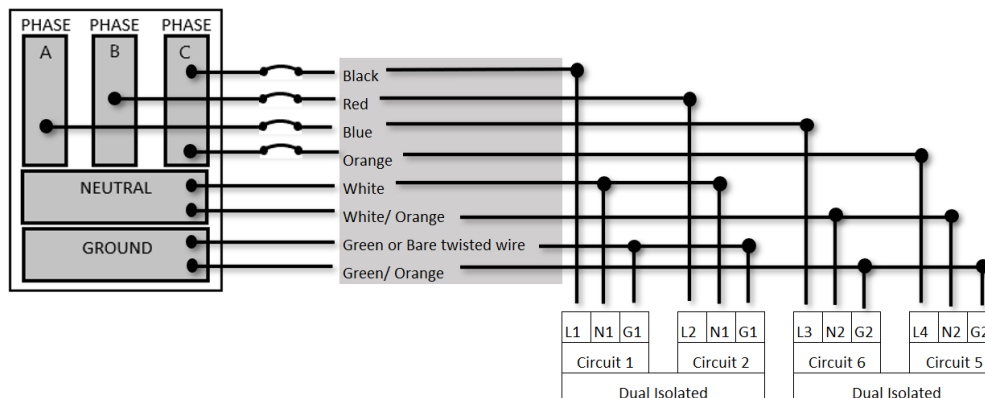 PHASE PHASE PHASE
A B C
Black
Red
Blue
Orange
NEUTRAL
White
White/ Orange
GROUND
Green or Bare twisted wire
Green/ Orange
L1 N1 G1 L2 N1 G1 L3 N2 G2 L4 N2 G2
Circuit 1 Circuit 2 Circuit 6 Circuit 5
Dual Isolated Dual Isolated